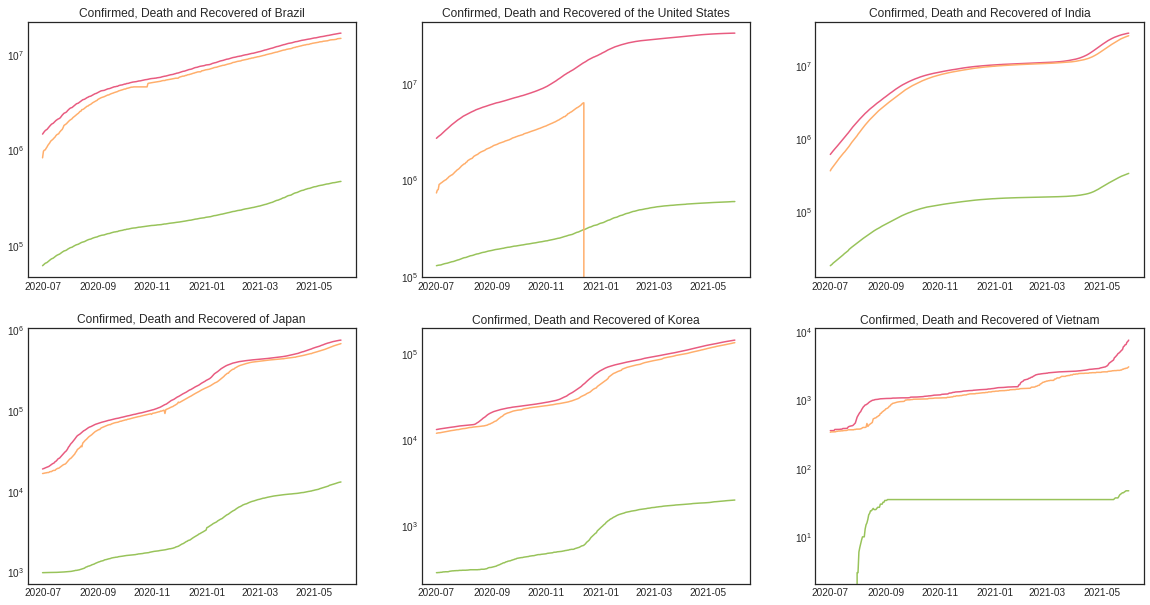 Confirmed, Death and Recovered of Brazil
10^7
10^6
10^5
2020-07 2020-09 2020-11 2021-01 2021-03 2021-05
Confirmed, Death and Recovered of the United States
10^7
10^6
10^5
2020-07 2020-09 2020-11 2021-01 2021-03 2021-05
Confirmed, Death and Recovered of India
10^7
10^6
10^5
2020-07 2020-09 2020-11 2021-01 2021-03 2021-05
Confirmed, Death and Recovered of Japan
10^6
10^5
10^4
10^3
2020-07 2020-09 2020-11 2021-01 2021-03 2021-05
Confirmed, Death and Recovered of Korea
10^5
10^4
10^3
2020-07 2020-09 2020-11 2021-01 2021-03 2021-05
Confirmed, Death and Recovered of Vietnam
10^4
10^3
10^2
10^1
2020-07 2020-09 2020-11 2021-01 2021-03 2021-05